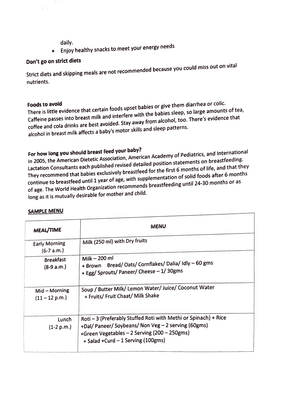 daily.
• Enjoy healthy snacks to meet your energy needs
Don't go on strict diets
Strict diets and skipping meals are not recommended because you could miss out on vital
nutrients.
Foods to avoid
There is little evidence that certain foods upset babies or give them diarrhea or colic.
Caffeine passes into breast milk and interfere with the babies sleep, so large amounts of tea,
coffee and cola drinks are best avoided. Stay away from alcohol, too. There's evidence that
alcohol in breast milk affects a baby's motor skills and sleep patterns.
For how long you should breast feed your baby?
In 2005, the American Dietetic Association, American Academy of Pediatrics, and International
Lactation Consultants each published revised detailed position statements on breastfeeding.
They recommend that babies exclusively breastfeed for the first 6 months of life, and that they
continue to breastfeed until 1 year of age, with supplementation of solid foods after 6 months
of age. The World Health Organization recommends breastfeeding until 24-30 months or as
long as it is mutually desirable for mother and child.
SAMPLE MENU
MEAL/TIME MENU
Early Morning Milk (250 ml) with Dry fruits
(6-7 a.m.)
Breakfast Milk – 200 ml
(8-9 a.m.) + Brown Bread/ Oats/ Cornflakes/ Dalia/ Idly – 60 gms
+ Egg/ Sprouts/ Paneer/ Cheese – 1/ 30gms
Mid – Morning Soup / Butter Milk/ Lemon Water/ Juice/ Coconut Water
(11 – 12 p.m.) + Fruits/ Fruit Chaat/ Milk Shake
Lunch Roti – 3 (Preferably Stuffed Roti with Methi or Spinach) + Rice
(1-2 p.m.) +Dal/ Paneer/ Soybeans/ Non Veg – 2 serving (60gms)
+Green Vegetables – 2 Serving (200 – 250gms)
+ Salad +Curd – 1 Serving (100gms)